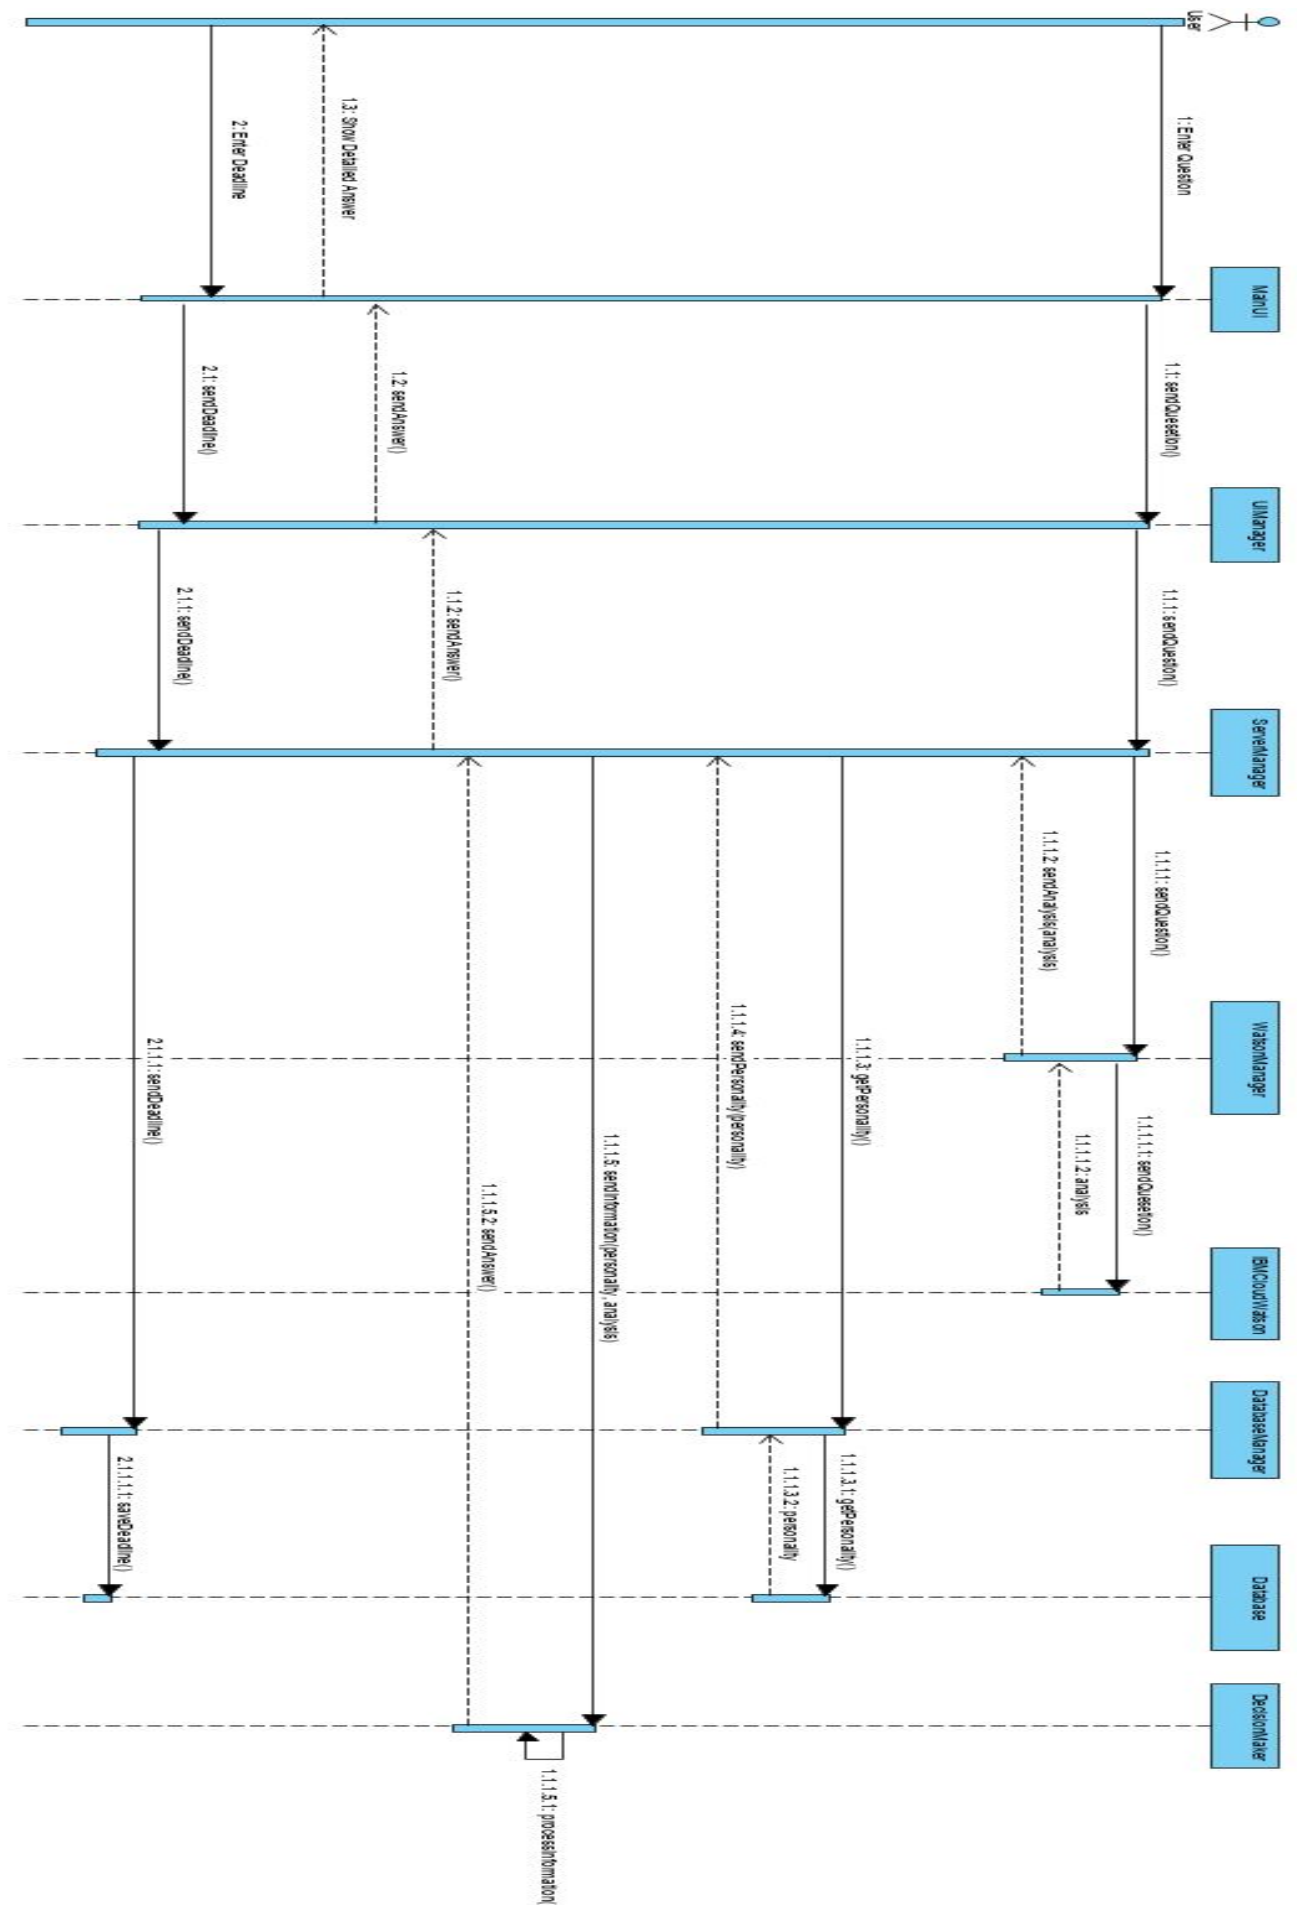 User
MainUI
UIManager
ServerManager
WatsonManager
IBMCloudWatson
DatabaseManager
Database
DecisionMaker
1: Enter Question
1.1: sendQuesetion()
1.1.1: sendQuestion()
1.1.1.1: sendQuestion()
1.1.1.1.1: sendQuesetion()
1.1.1.1.2: analysis
1.1.1.2: sendAnalysis(analysis)
1.1.1.3: getPersonality()
1.1.1.3.1: getPersonality()
1.1.1.3.2: personality
1.1.1.4: sendPersonality(personality)
1.1.1.5: sendInformation(personality, analysis)
1.1.1.5.1: processInformation(
1.1.1.5.2: sendAnswer()
1.1.2: sendAnswer()
1.2: sendAnswer()
1.3: Show Detailed Answer
2: Enter Deadline
2.1: sendDeadline()
2.1.1: sendDeadline()
2.1.1.1: sendDeadline()
2.1.1.1.1: saveDeadline()